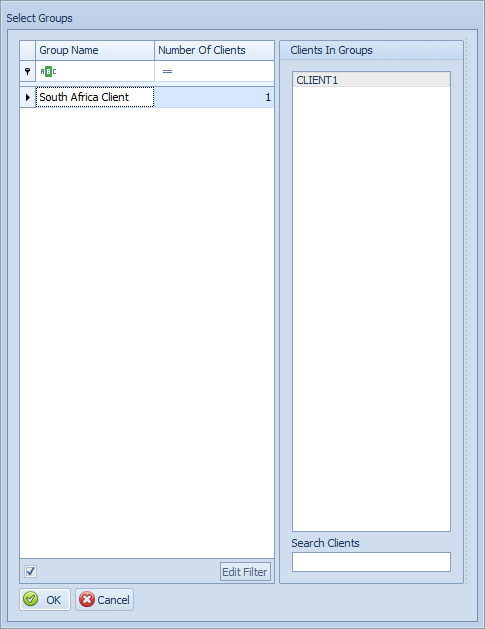 Select Groups
Group Name Number Of Clients
ABC =
South Africa Client 1
Edit Filter
Clients In Groups
CLIENT1
Search Clients
OK Cancel